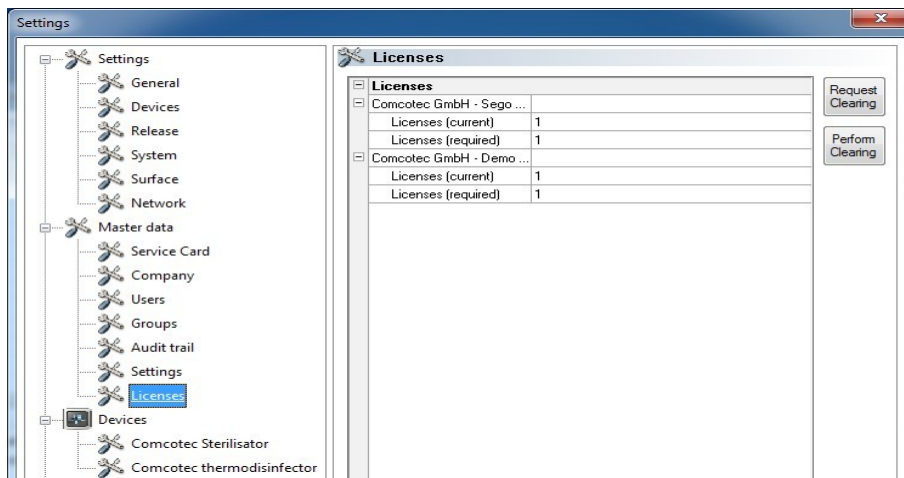 Settings
Settings
General
Devices
Release
System
Surface
Network
Master data
Service Card
Company
Users
Groups
Audit trail
Settings
Licenses
Devices
Comcotec Sterilisator
Comcotec thermodisinfector
Licenses
Licenses
Comcotec GmbH - Sego ...
Licenses (current) 1
Licenses (required) 1
Comcotec GmbH - Demo ...
Licenses (current) 1
Licenses (required) 1
Request
Clearing
Perform
Clearing